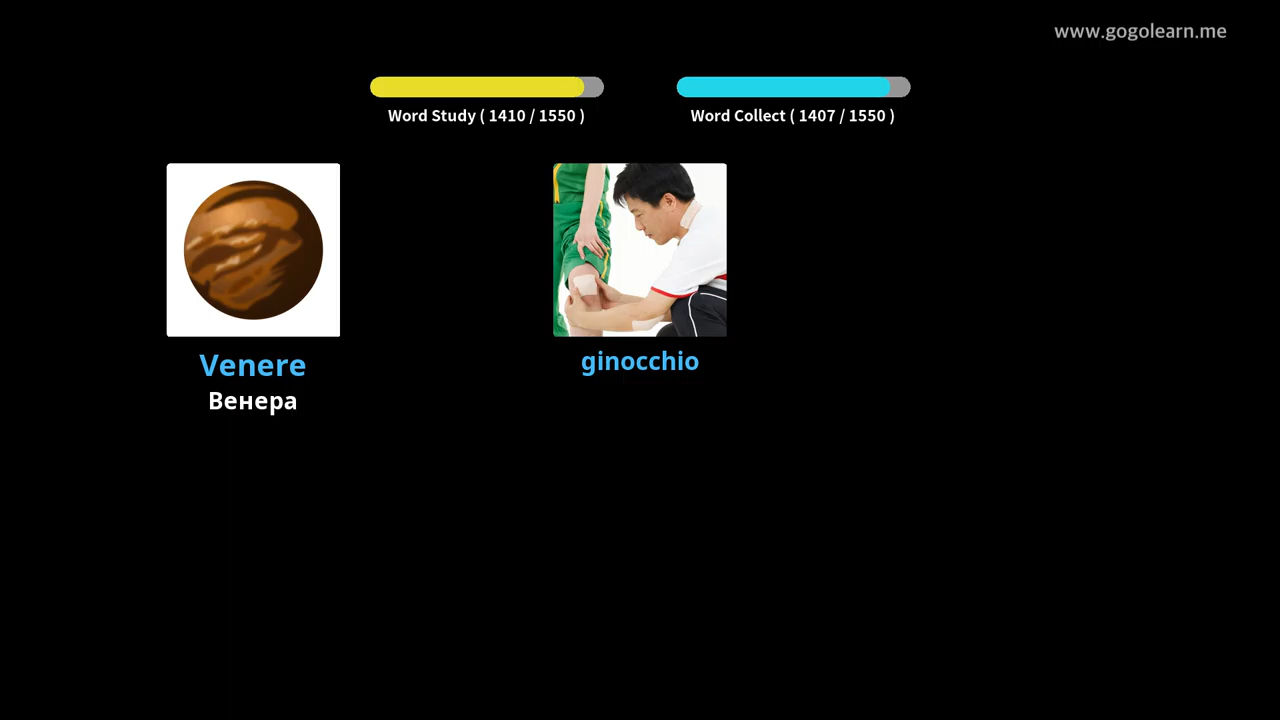 www.gogolearn.me
Word Study ( 1410 / 1550 )
Word Collect ( 1407 / 1550 )
Venere
Венера
ginocchio